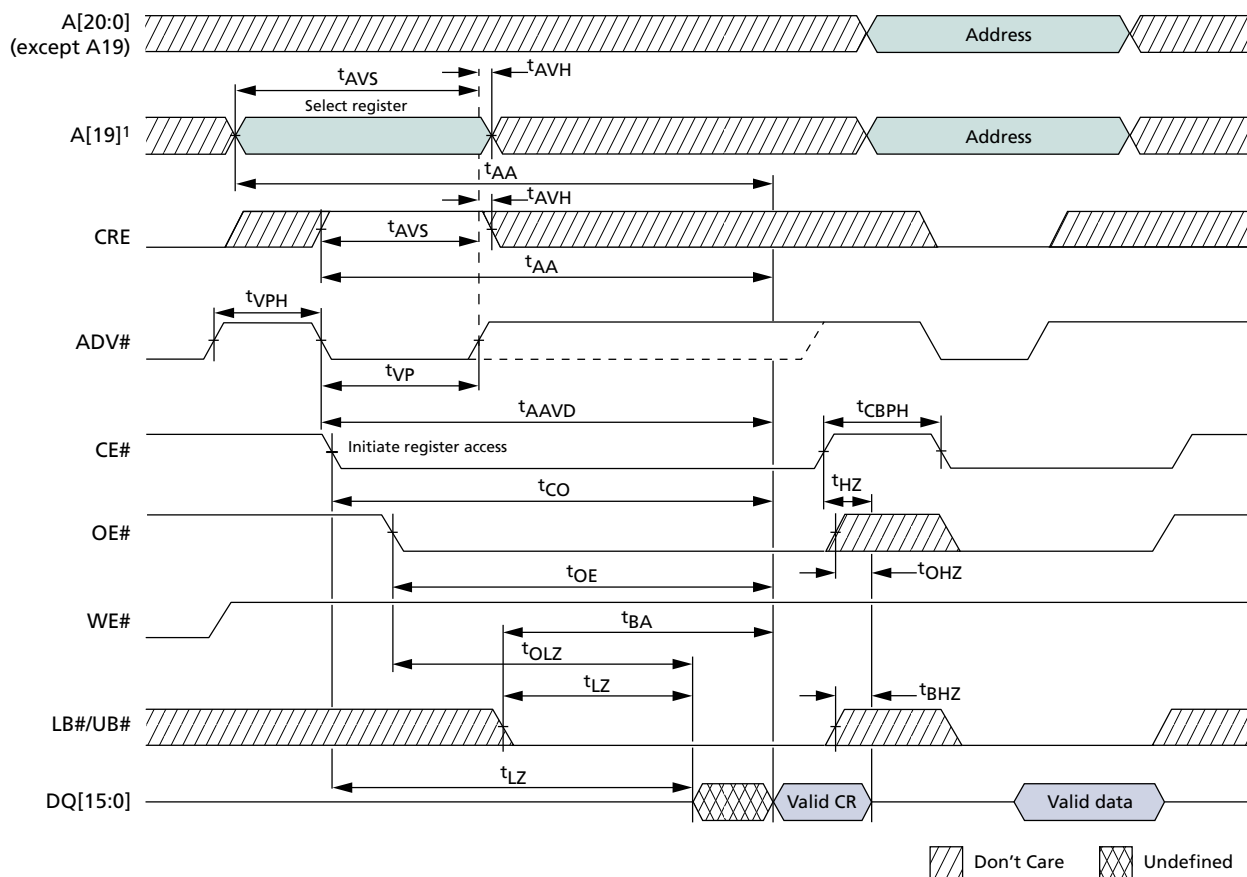 A[20:0]
(except A19)
Address
tAVS
tAVH
Select register
A[19]1
Address
tAA
tAVH
CRE
tAVS
tAA
tVPH
ADV#
tVP
tAAVD
tCBPH
CE#
Initiate register access
tCO
tHZ
OE#
tOE
tOHZ
WE#
tBA
tOLZ
tLZ
tBHZ
LB#/UB#
tLZ
DQ[15:0]
Valid CR
Valid data
Don't Care
Undefined